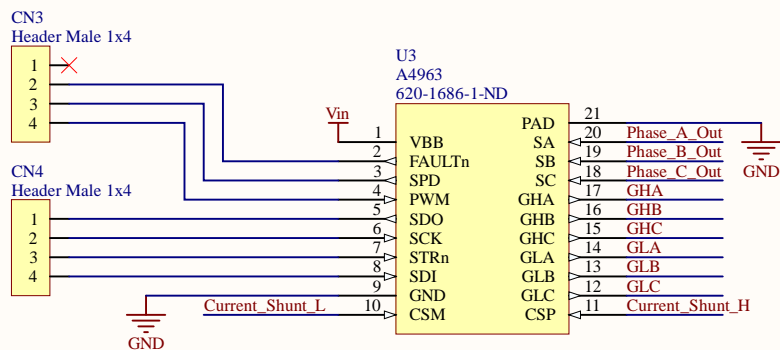 CN3
Header Male 1x4
1
2
3
4
CN4
Header Male 1x4
1
2
3
4
U3
A4963
620-1686-1-ND
Vin
1 VBB
2 FAULTn
3 SPD
4 PWM
5 SDO
6 SCK
7 STRn
8 SDI
9 GND
Current_Shunt_L 10 CSM
GND
PAD 21
SA 20 Phase_A_Out
SB 19 Phase_B_Out
SC 18 Phase_C_Out
GHA 17 GHA
GHB 16 GHB
GHC 15 GHC
GLA 14 GLA
GLB 13 GLB
GLC 12 GLC
CSP 11 Current_Shunt_H
GND